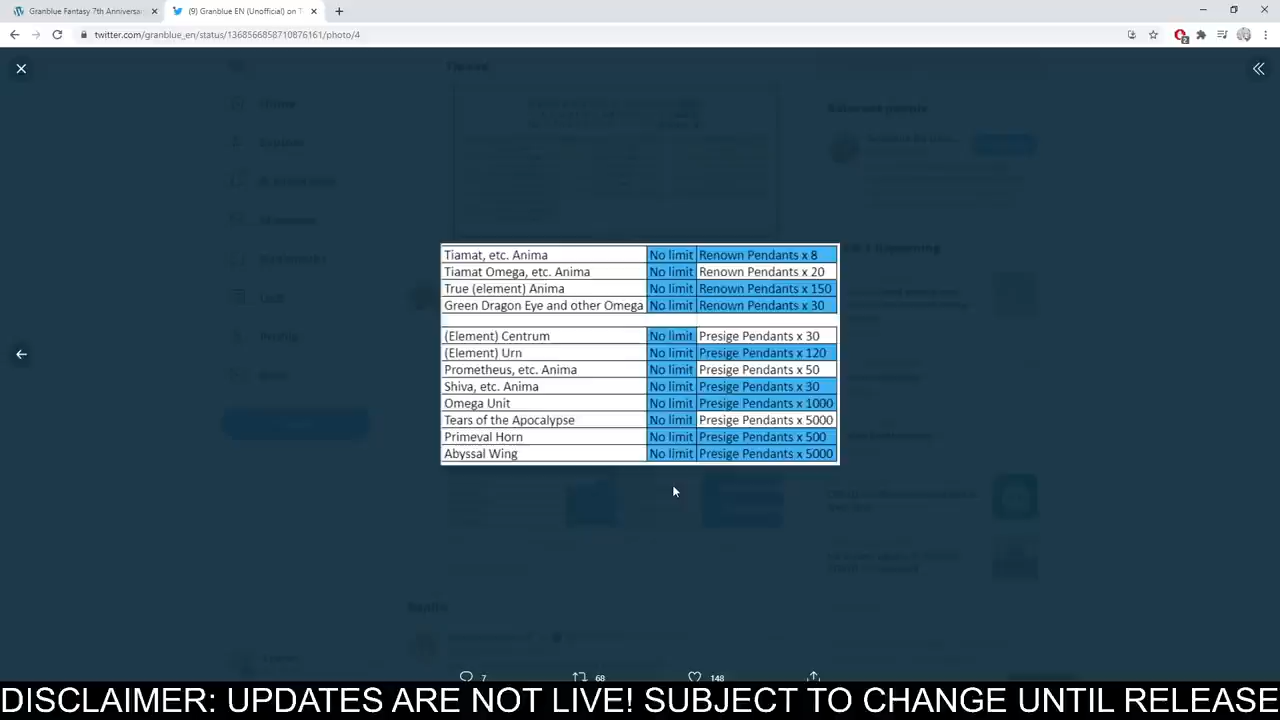 Granblue Fantasy 7th Anniversa
(9) Granblue EN (Unofficial) on T
twitter.com/granblue_en/status/1368566858710876161/photo/4
Tiamat, etc. Anima No limit Renown Pendants x 8
Tiamat Omega, etc. Anima No limit Renown Pendants x 20
True (element) Anima No limit Renown Pendants x 150
Green Dragon Eye and other Omega No limit Renown Pendants x 30
(Element) Centrum No limit Presige Pendants x 30
(Element) Urn No limit Presige Pendants x 120
Prometheus, etc. Anima No limit Presige Pendants x 50
Shiva, etc. Anima No limit Presige Pendants x 30
Omega Unit No limit Presige Pendants x 1000
Tears of the Apocalypse No limit Presige Pendants x 5000
Primeval Horn No limit Presige Pendants x 500
Abyssal Wing No limit Presige Pendants x 5000
7 68 148
DISCLAIMER: UPDATES ARE NOT LIVE! SUBJECT TO CHANGE UNTIL RELEASE